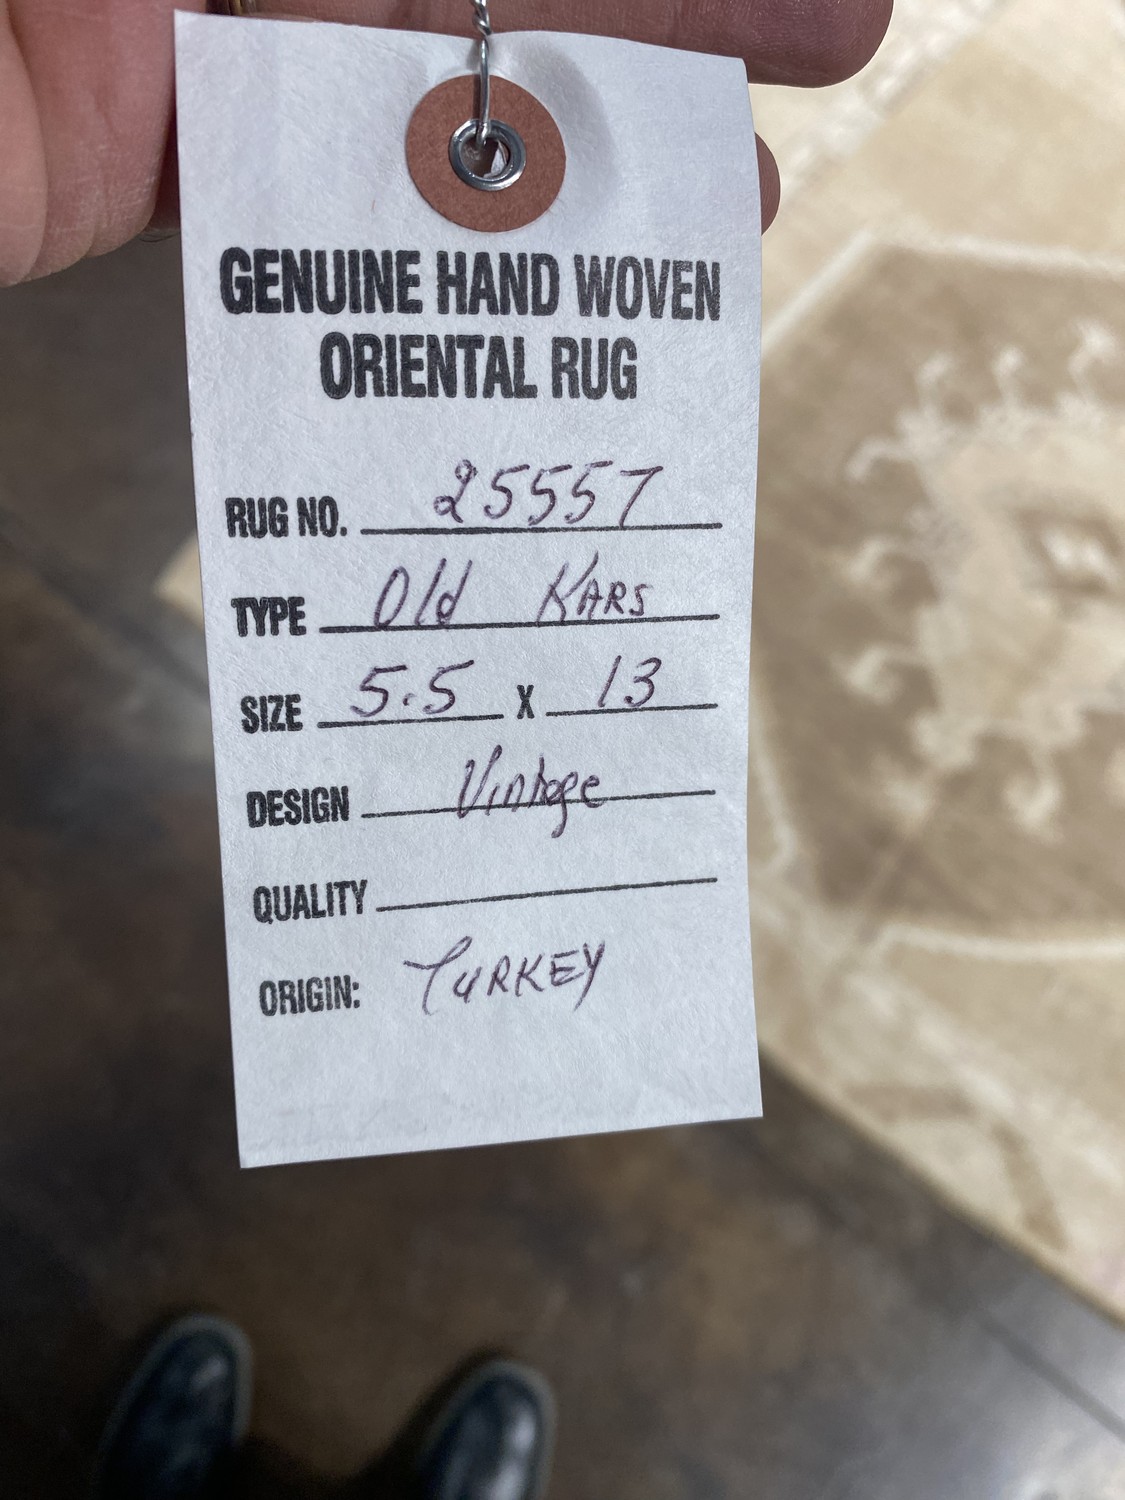 GENUINE HAND WOVEN
ORIENTAL RUG
RUG NO. 25557
TYPE Old KARS
SIZE 5.5 X 13
DESIGN Vintage
QUALITY
ORIGIN: TURKEY